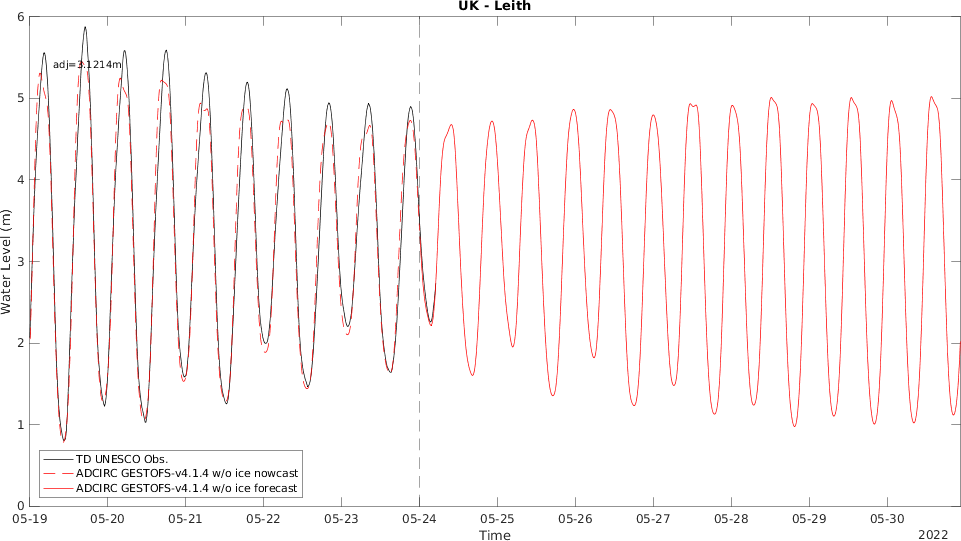 UK - Leith
adj=3.1214m
6
5
4
3
2
1
0
Water Level (m)
TD UNESCO Obs.
ADCIRC GESTOFS-v4.1.4 w/o ice nowcast
ADCIRC GESTOFS-v4.1.4 w/o ice forecast
05-19 05-20 05-21 05-22 05-23 05-24 05-25 05-26 05-27 05-28 05-29 05-30
Time
2022